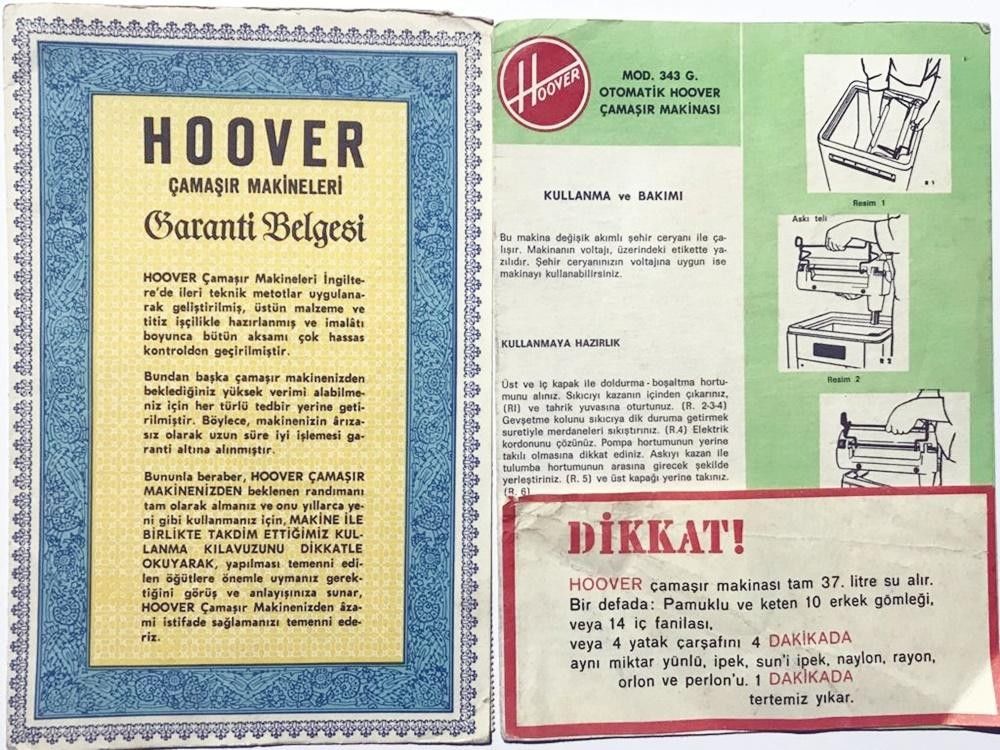 HOOVER
ÇAMAŞIR MAKİNELERİ
Garanti Belgesi
HOOVER Çamaşır Makineleri İngilte-
re'de ileri teknik metotlar uygulana-
rak geliştirilmiş, üstün malzeme ve
titiz işçilikle hazırlanmış ve imalâtı
boyunca bütün aksamı çok hassas
kontrolden geçirilmiştir.
Bundan başka çamaşır makinenizden
beklediğiniz yüksek verimi alabilme-
niz için her türlü tedbir yerine geti-
rilmiştir. Böylece, makinenizin ârıza-
sız olarak uzun süre iyi işlemesi ga-
ranti altına alınmıştır.
Bununla beraber, HOOVER ÇAMAŞIR
MAKİNENİZDEN beklenen randımanı
tam olarak almanız ve onu yıllarca ye-
ni gibi kullanmanız için, MAKİNE İLE
BİRLİKTE TAKDİM ETTİĞİMİZ KUL-
LANMA KILAVUZUNU DİKKATLE
OKUYARAK, yapılması temenni edi-
len öğütlere önemle uymanız gerek-
tiğini görüş ve anlayışınıza sunar,
HOOVER Çamaşır Makinenizden âza-
mi istifade sağlamanızı temenni ede-
riz.
HOOVER
MOD. 343 G.
OTOMATİK HOOVER
ÇAMAŞIR MAKİNASI
KULLANMA ve BAKIMI
Bu makina değişik akımlı şehir ceryanı ile ça-
lışır. Makinanın voltajı, üzerindeki etikette ya-
zılıdır. Şehir ceryanınızın voltajına uygun ise
makinayı kullanabilirsiniz.
KULLANMAYA HAZIRLIK
Üst ve iç kapak ile doldurma - boşaltma hortu-
munu alınız. Sıkıcıyı kazanın içinden çıkarınız,
(RI) ve tahrik yuvasına oturtunuz. (R. 2-3-4)
Gevşetme kolunu sıkıcıya dik duruma getirmek
suretiyle merdaneleri sıkıştırınız. (R.4) Elektrik
kordonunu çözünüz. Pompa hortumunun yerine
takılı olmasına dikkat ediniz. Askıyı kazan ile
tulumba hortumunun arasına girecek şekilde
yerleştiriniz. (R. 5) ve üst kapağı yerine takınız.
(R. 6)
R 1
Resim 1
Askı teli
R 2
Resim 2
DİKKAT!
HOOVER çamaşır makinası tam 37. litre su alır.
Bir defada: Pamuklu ve keten 10 erkek gömleği,
veya 14 iç fanilası,
veya 4 yatak çarşafını 4 DAKİKADA
aynı miktar yünlü, ipek, sun'i ipek, naylon, rayon,
orlon ve perlon'u. 1 DAKİKADA
tertemiz yıkar.